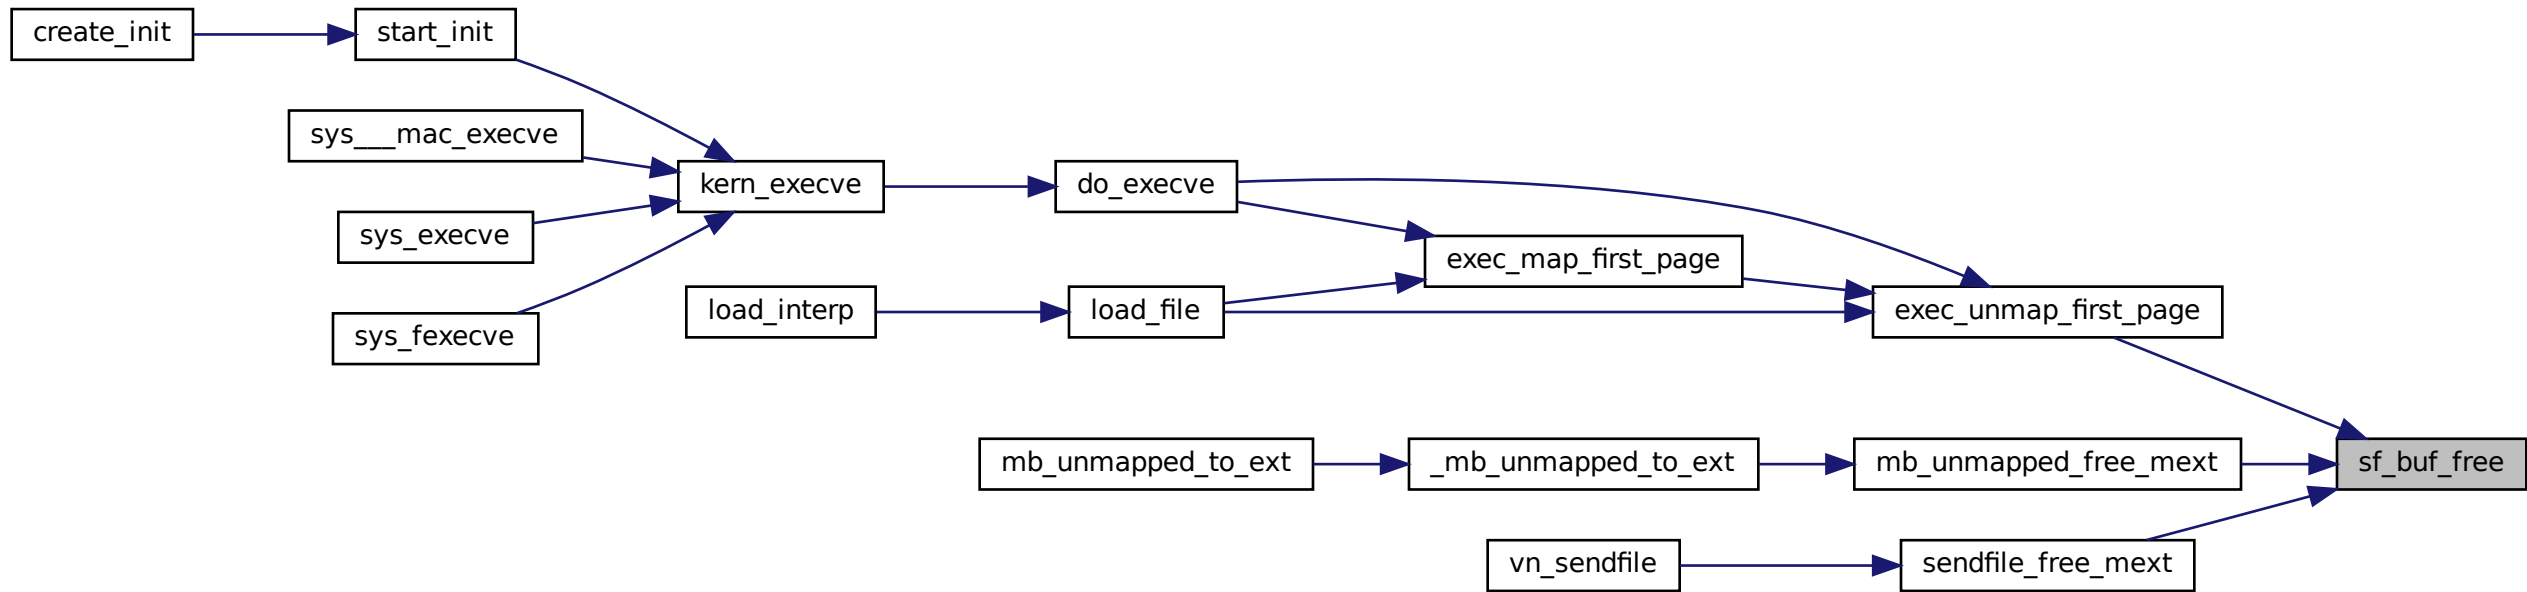 create_init
start_init
sys___mac_execve
kern_execve
do_execve
sys_execve
exec_map_first_page
load_interp
load_file
exec_unmap_first_page
sys_fexecve
mb_unmapped_to_ext
_mb_unmapped_to_ext
mb_unmapped_free_mext
sf_buf_free
vn_sendfile
sendfile_free_mext